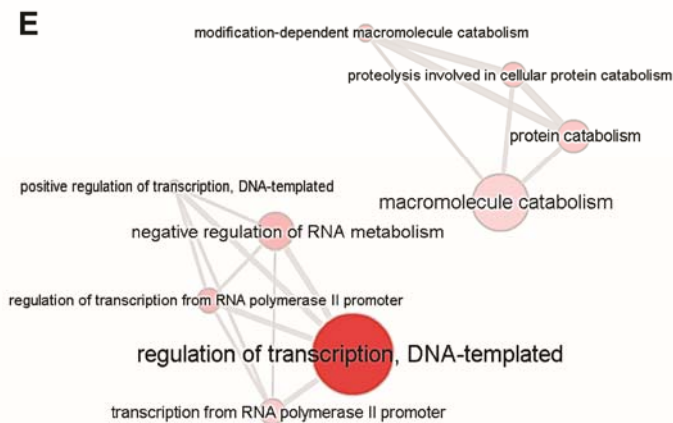 E
modification-dependent macromolecule catabolism
proteolysis involved in cellular protein catabolism
protein catabolism
positive regulation of transcription, DNA-templated
macromolecule catabolism
negative regulation of RNA metabolism
regulation of transcription from RNA polymerase II promoter
regulation of transcription, DNA-templated
transcription from RNA polymerase II promoter